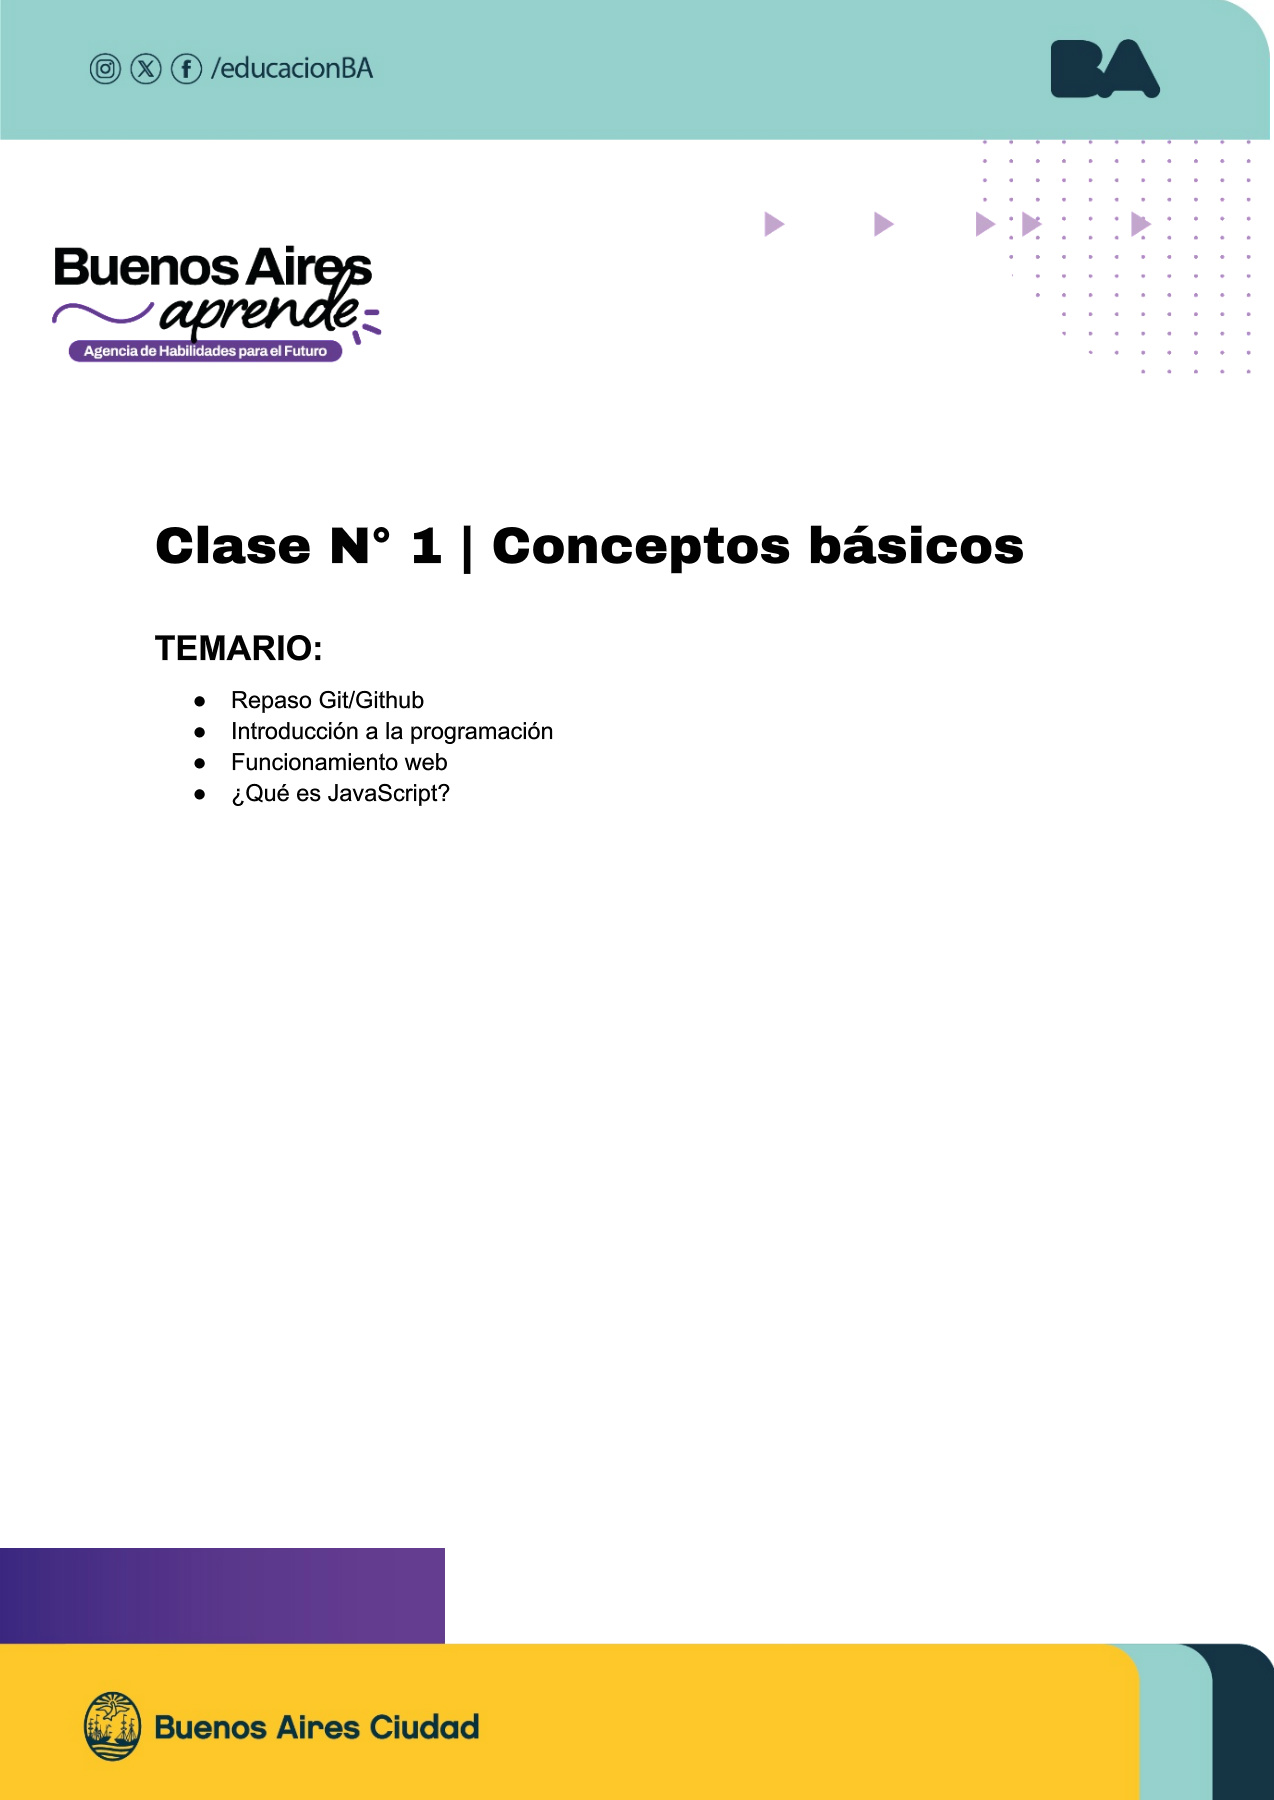 /educacionBA
BA
Buenos Aires
aprende
Agencia de Habilidades para el Futuro
Clase N° 1 | Conceptos básicos
TEMARIO:
● Repaso Git/Github
● Introducción a la programación
● Funcionamiento web
● ¿Qué es JavaScript?
Buenos Aires Ciudad